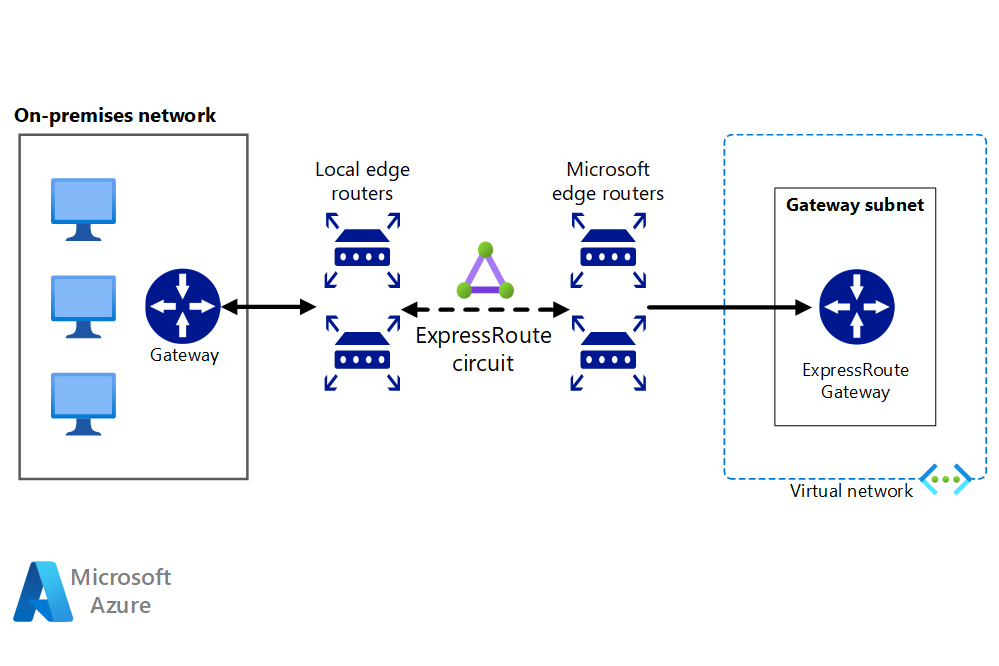 On-premises network
Local edge
routers
Microsoft
edge routers
Gateway subnet
Gateway
ExpressRoute
circuit
ExpressRoute
Gateway
Virtual network
Microsoft
Azure